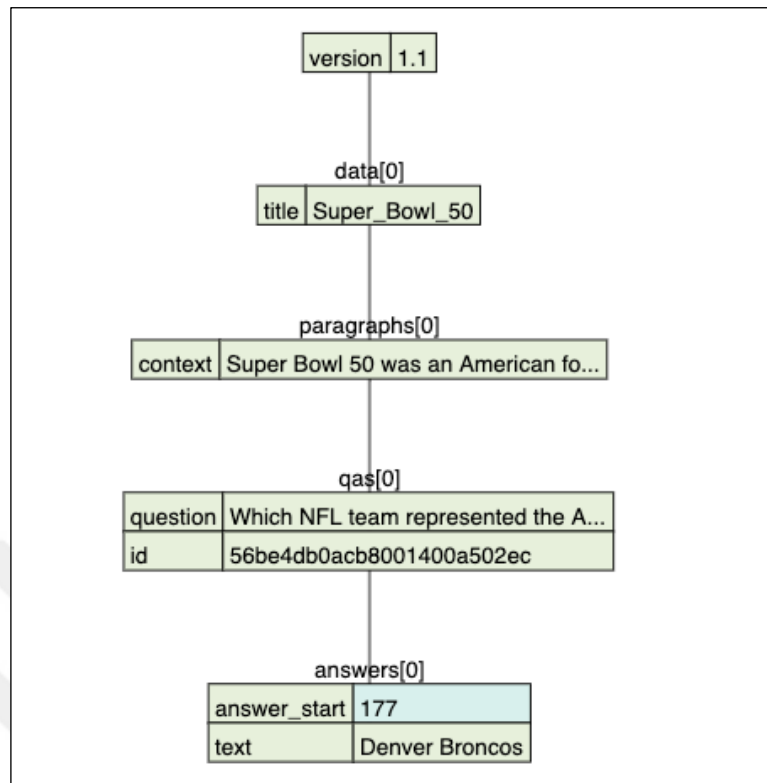 version 1.1
data[0]
title Super_Bowl_50
paragraphs[0]
context Super Bowl 50 was an American fo...
qas[0]
question Which NFL team represented the A...
id 56be4db0acb8001400a502ec
answers[0]
answer_start 177
text Denver Broncos